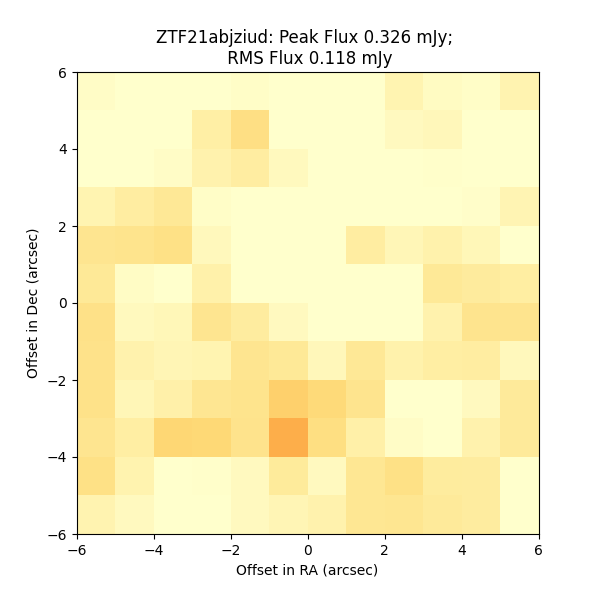 ZTF21abjziud: Peak Flux 0.326 mJy;
RMS Flux 0.118 mJy
6
4
2
0
−2
−4
−6
Offset in Dec (arcsec)
−6 −4 −2 0 2 4 6
Offset in RA (arcsec)